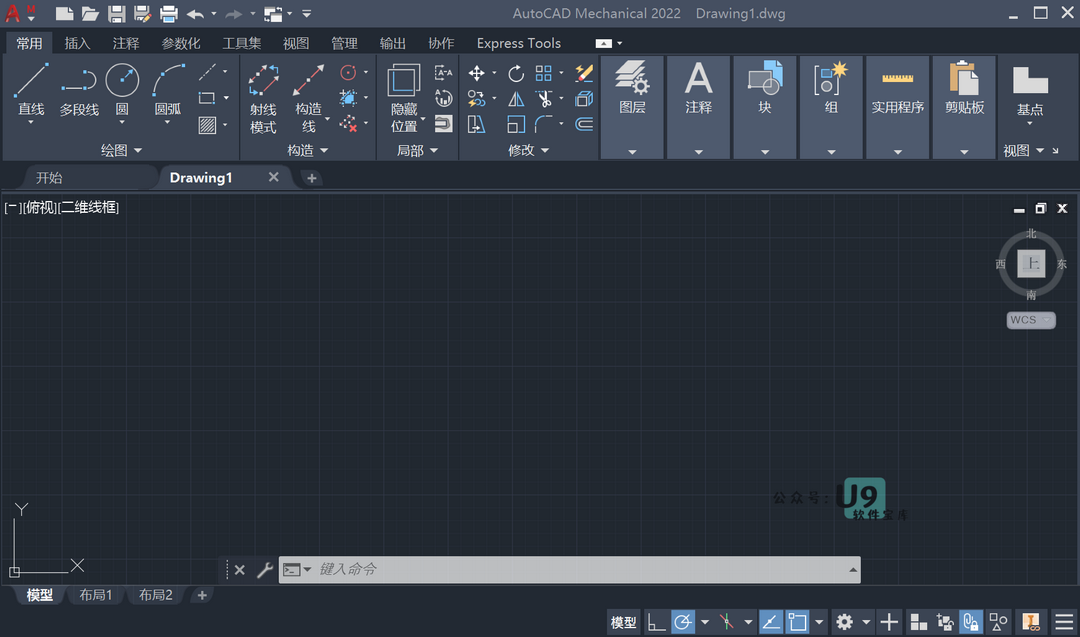 AutoCAD Mechanical 2022 Drawing1.dwg
常用 插入 注释 参数化 工具集 视图 管理 输出 协作 Express Tools
直线 多段线 圆 圆弧
射线模式
构造线
隐藏位置
图层 注释 块 组 实用程序 剪贴板 基点
绘图 构造 局部 修改 视图
开始 Drawing1
[-][俯视][二维线框]
北
西 上 东
南
WCS
公众号: U9
软件宝库
Y
X
键入命令
模型 布局1 布局2
模型